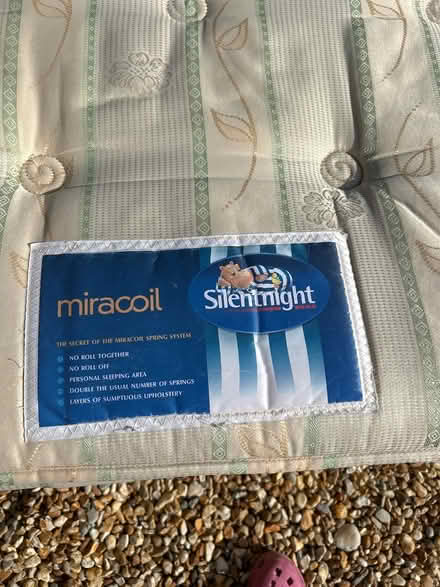 miracoil
Silentnight
THE SECRET OF THE MIRACOIL SPRING SYSTEM
NO ROLL TOGETHER
NO ROLL OFF
PERSONAL SLEEPING AREA
DOUBLE THE USUAL NUMBER OF SPRINGS
LAYERS OF SUMPTUOUS UPHOLSTERY